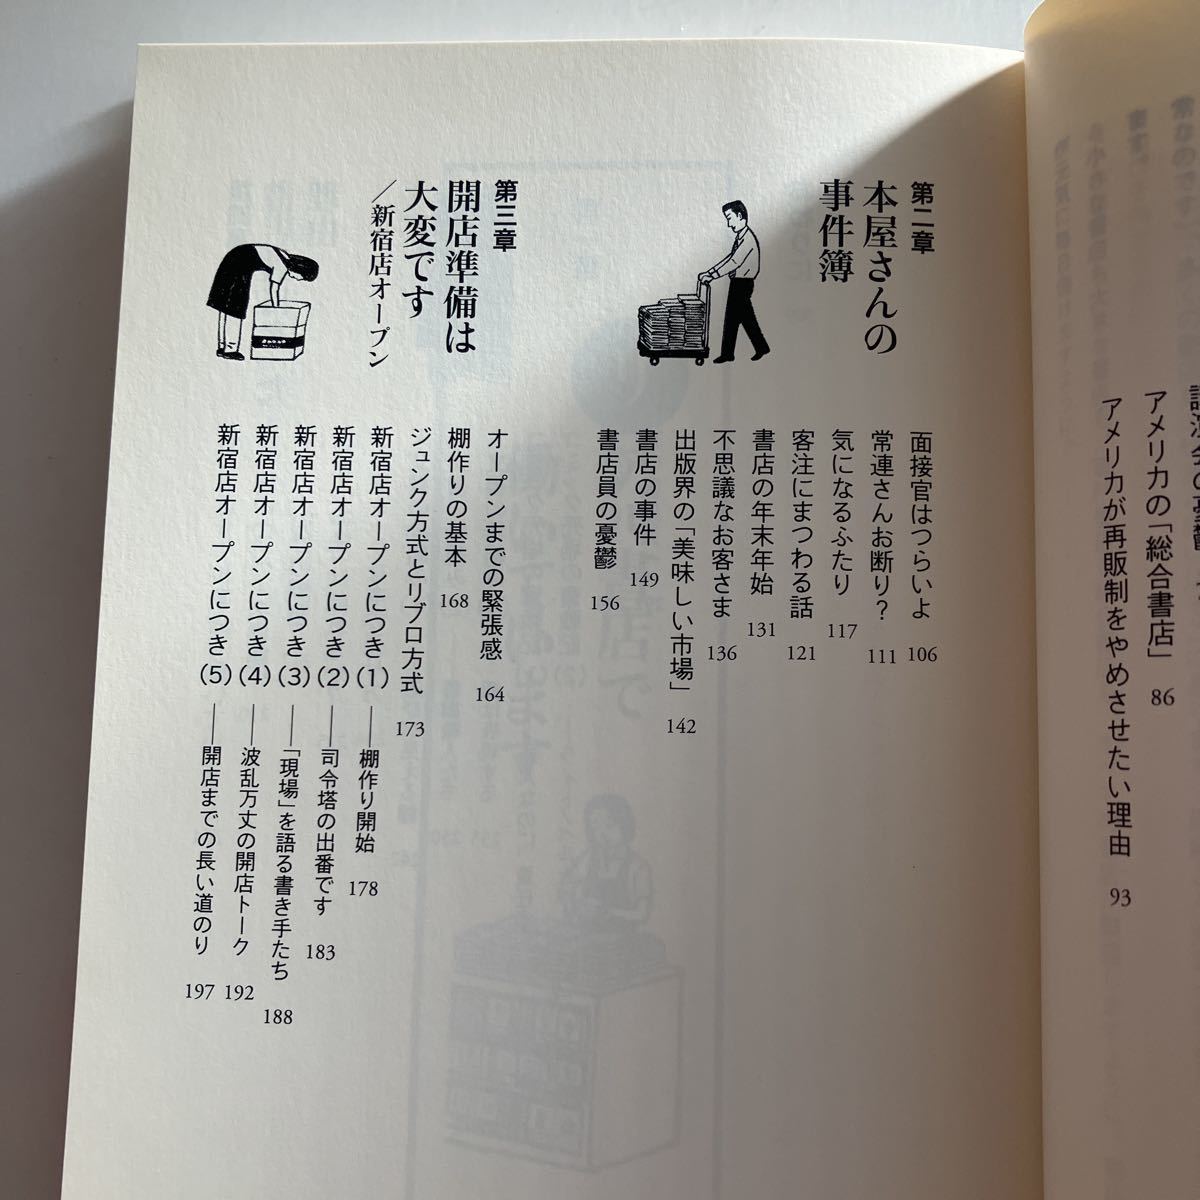 アメリカの「総合書店」 86
アメリカが再販制をやめさせたい理由 93
第二章
本屋さんの
事件簿
面接官はつらいよ 106
常連さんお断り？ 111
気になるふたり 117
客注にまつわる話 121
書店の年末年始 131
不思議なお客さま 136
出版界の「美味しい市場」 142
書店の事件 149
書店員の憂鬱 156
第三章
開店準備は
大変です
／新宿店オープン
オープンまでの緊張感 164
棚作りの基本 168
ジュンク方式とリブロ方式 173
新宿店オープンにつき（1）――棚作り開始 178
新宿店オープンにつき（2）――司令塔の出番です 183
新宿店オープンにつき（3）――「現場」を語る書き手たち 188
新宿店オープンにつき（4）――波乱万丈の開店トーク 192
新宿店オープンにつき（5）――開店までの長い道のり 197